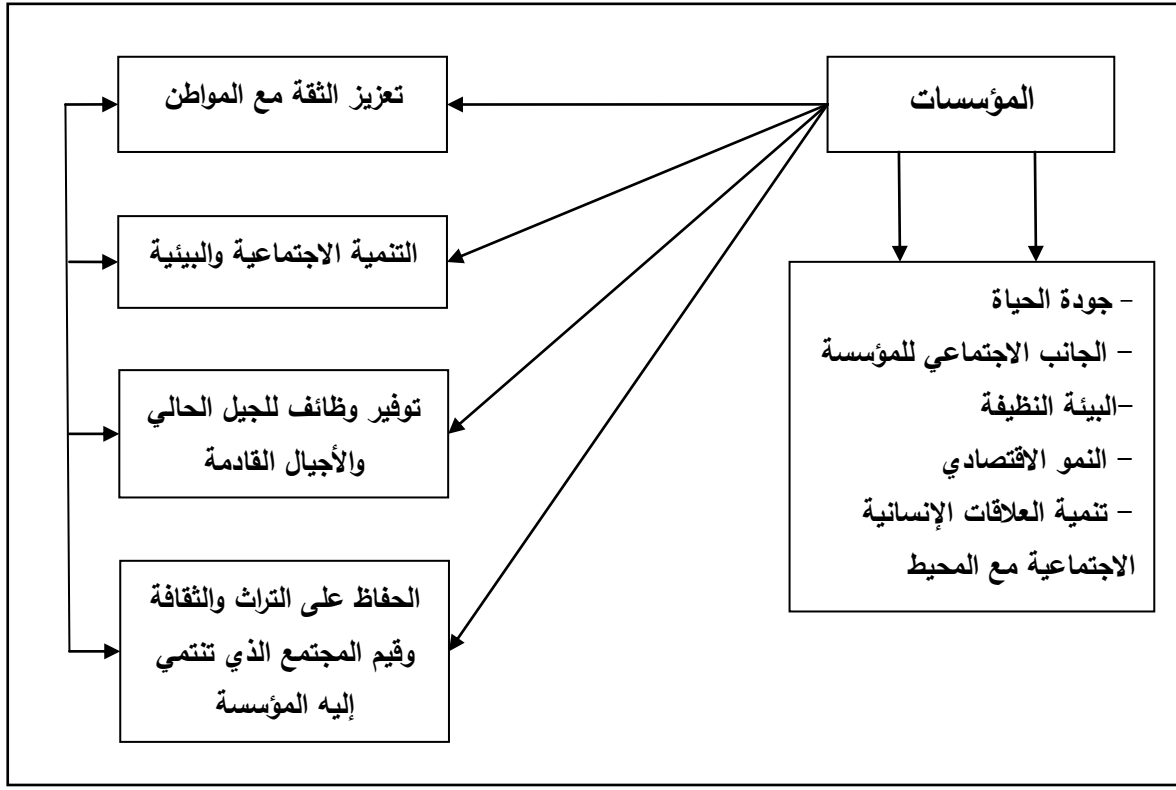 المؤسسات
- جودة الحياة
- الجانب الاجتماعي للمؤسسة
-البيئة النظيفة
- النمو الاقتصادي
- تنمية العلاقات الإنسانية
الاجتماعية مع المحيط
تعزيز الثقة مع المواطن
التنمية الاجتماعية والبيئية
توفير وظائف للجيل الحالي
والأجيال القادمة
الحفاظ على التراث والثقافة
وقيم المجتمع الذي تنتمي
إليه المؤسسة